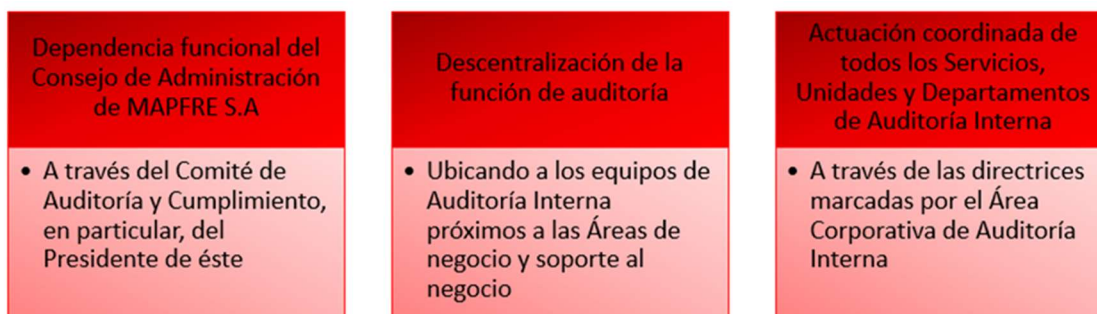 Dependencia funcional del
Consejo de Administración
de MAPFRE S.A
• A través del Comité de
Auditoría y Cumplimiento,
en particular, del
Presidente de éste
Descentralización de la
función de auditoría
• Ubicando a los equipos de
Auditoría Interna
próximos a las Áreas de
negocio y soporte al
negocio
Actuación coordinada de
todos los Servicios,
Unidades y Departamentos
de Auditoría Interna
• A través de las directrices
marcadas por el Área
Corporativa de Auditoría
Interna